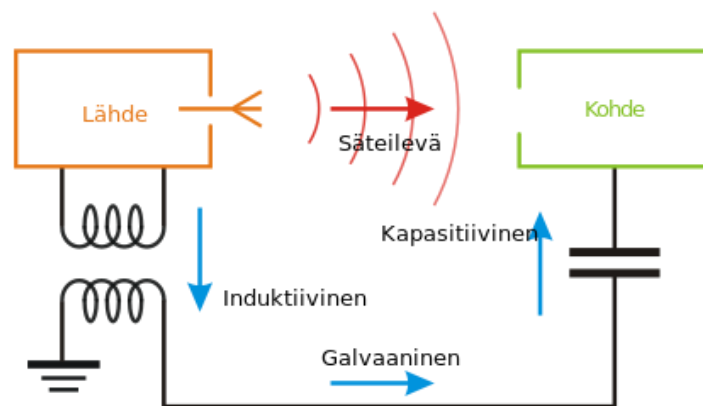 Lähde
Säteilevä
Kohde
Kapasitiivinen
Induktiivinen
Galvaaninen